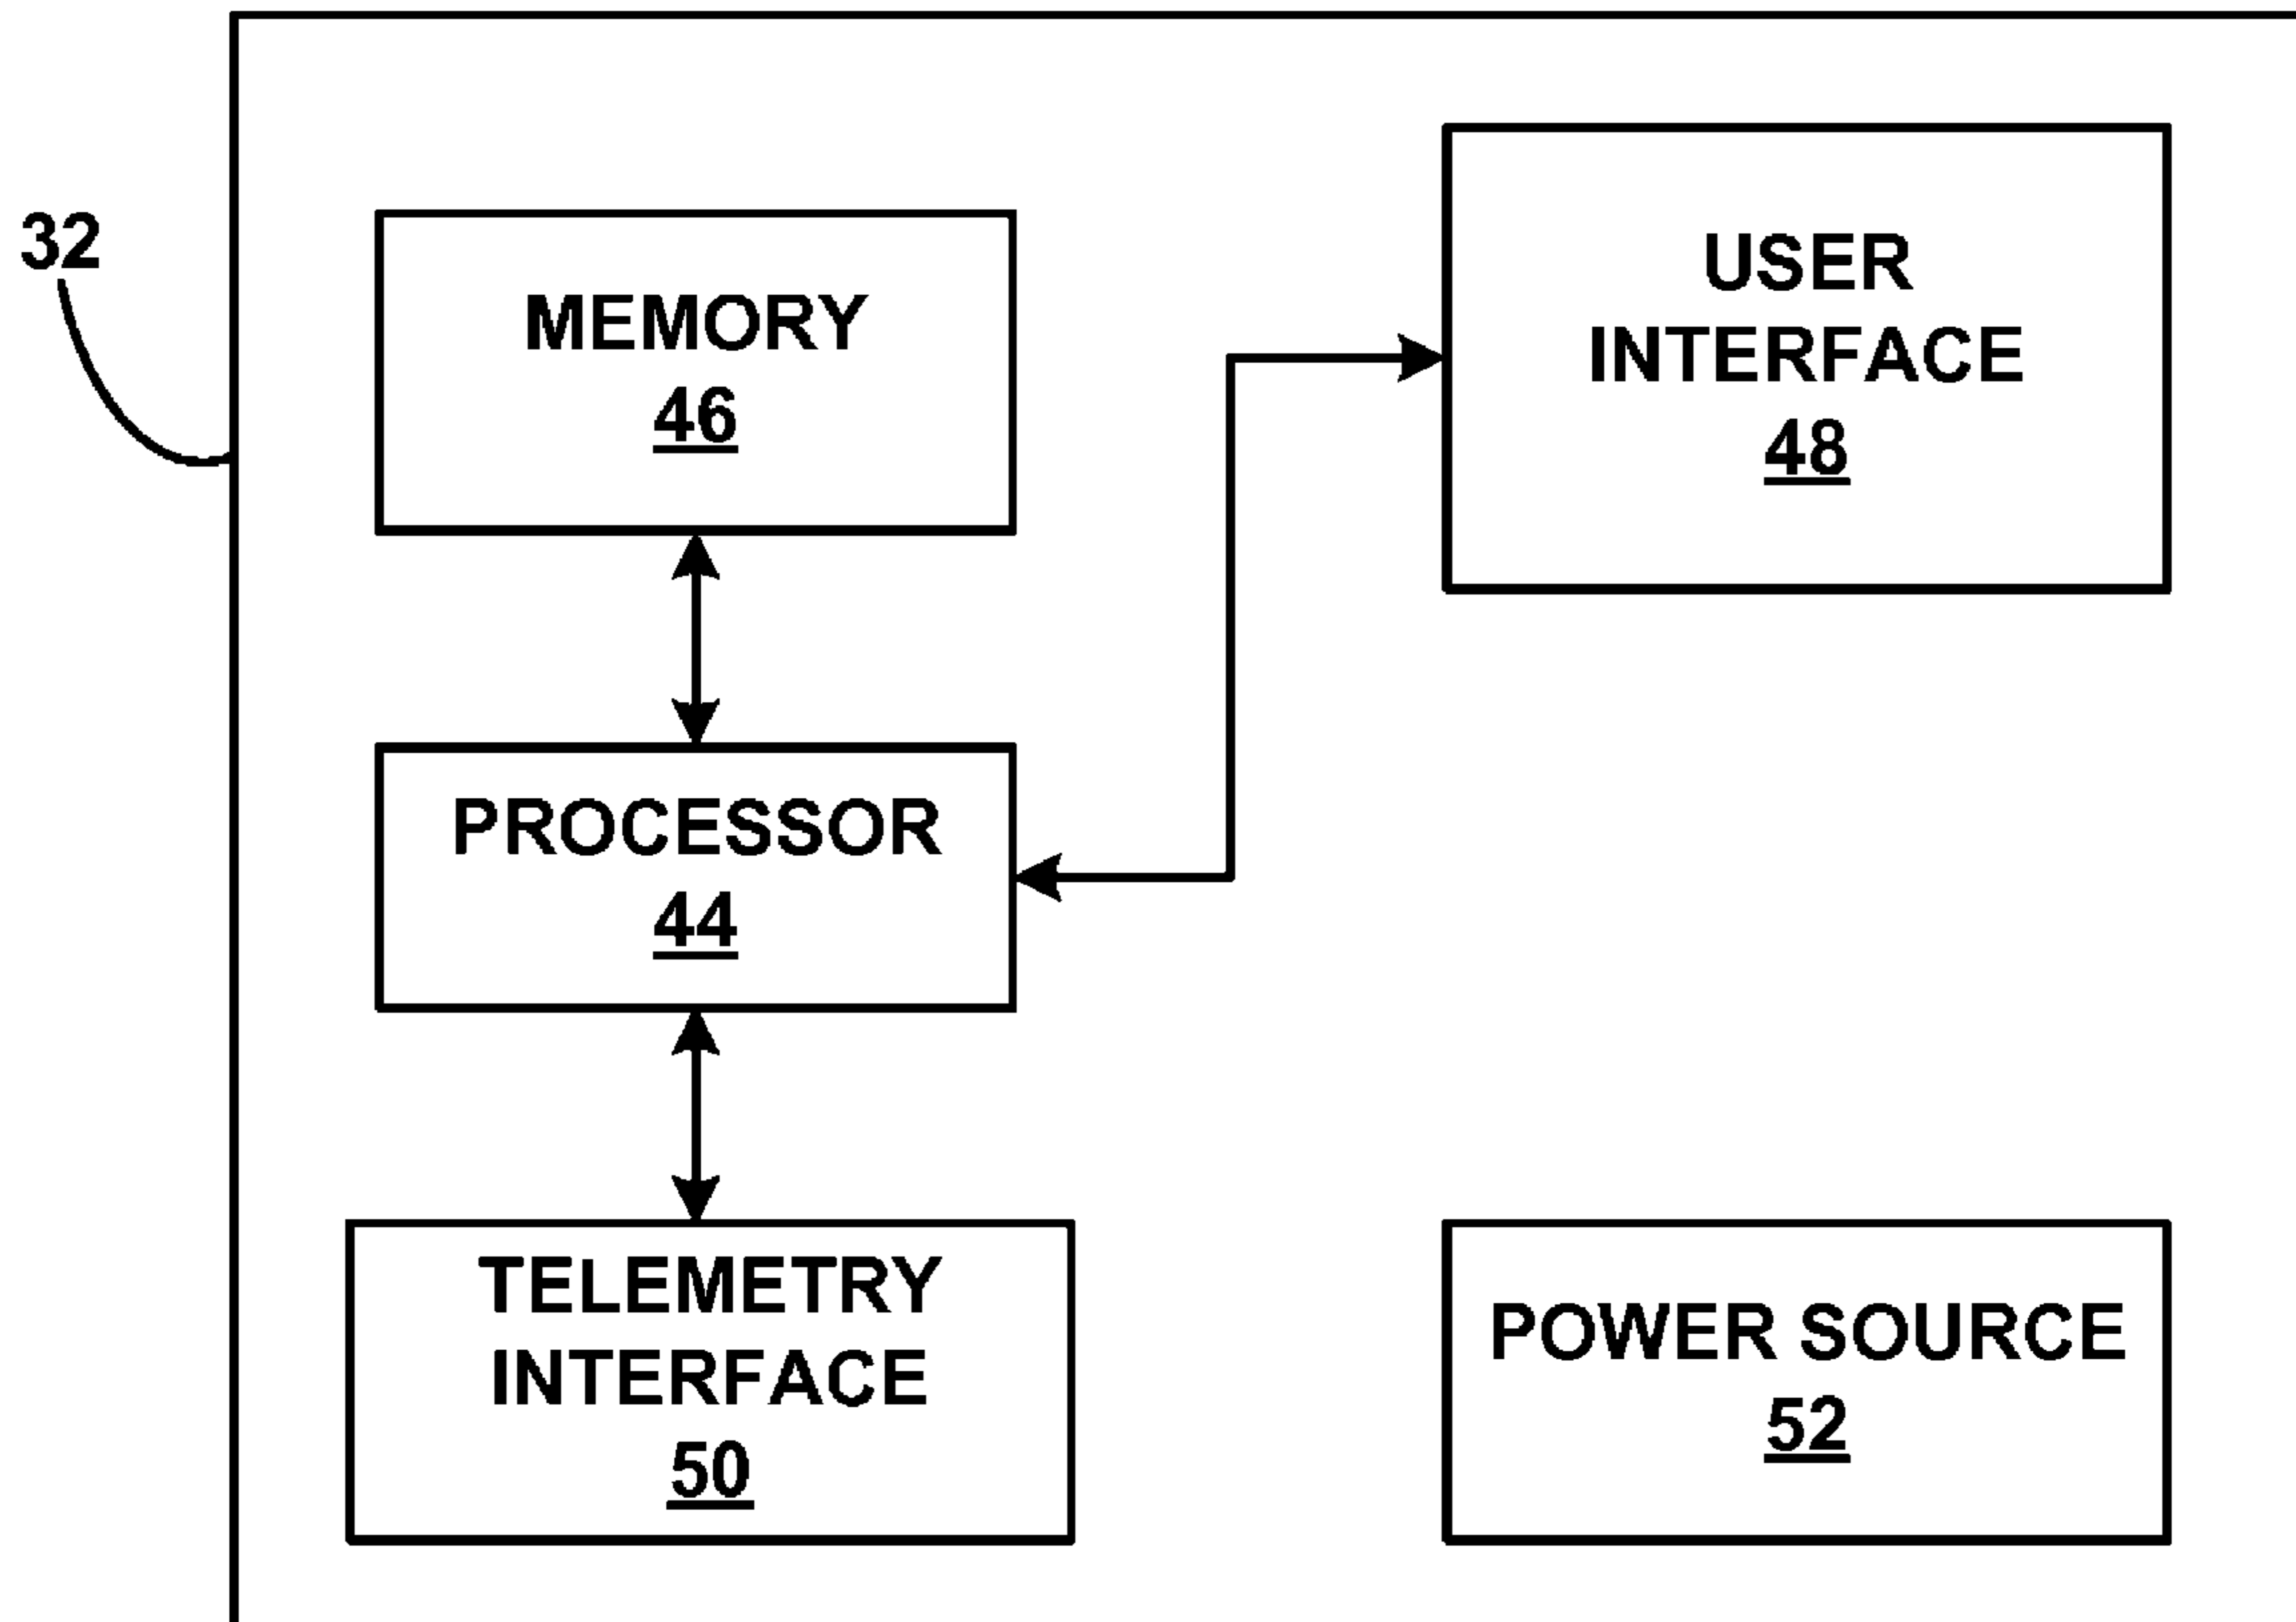 32
MEMORY
46
USER
INTERFACE
48
PROCESSOR
44
TELEMETRY
INTERFACE
50
POWER SOURCE
52